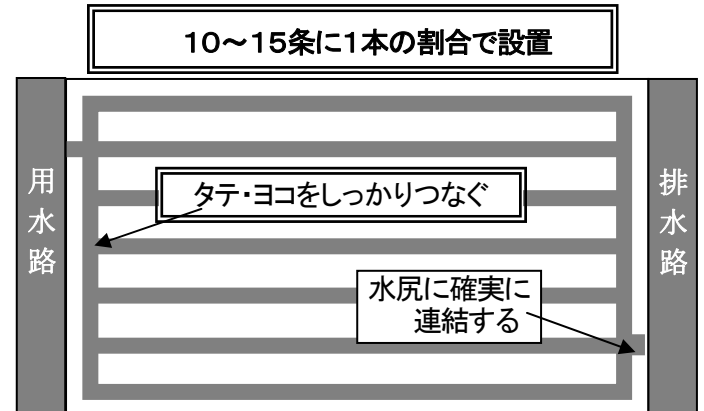 10～15条に1本の割合で設置
用水路
タテ・ヨコをしっかりつなぐ
排水路
水尻に確実に
連結する